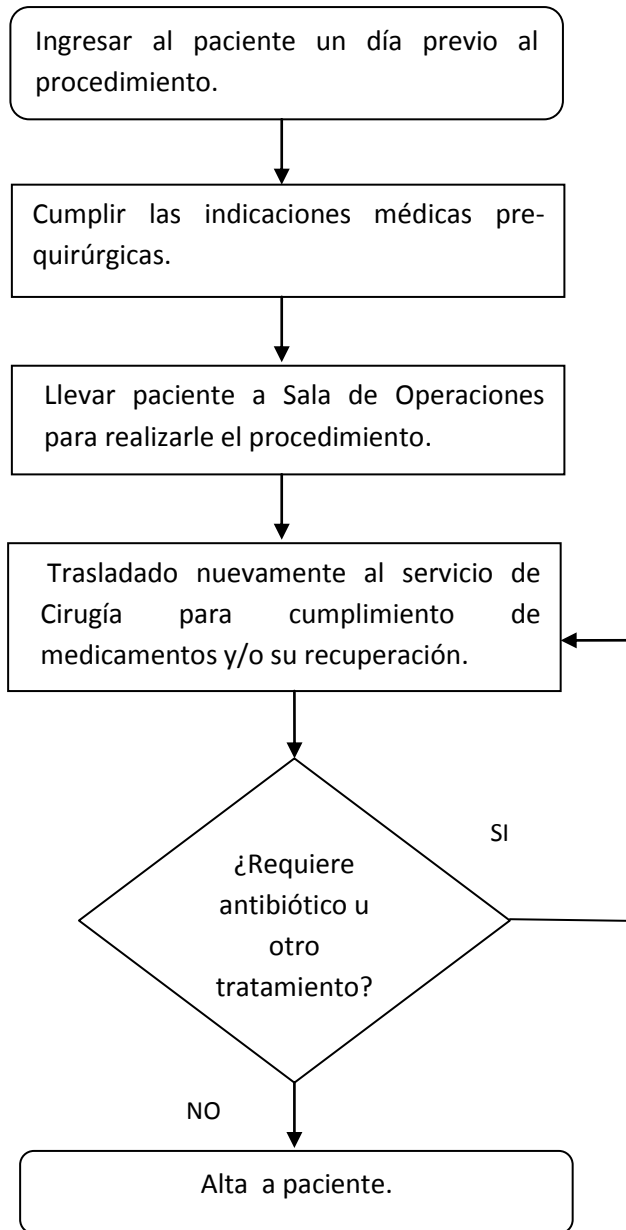 Ingresar al paciente un día previo al
procedimiento.
Cumplir las indicaciones médicas pre-
quirúrgicas.
Llevar paciente a Sala de Operaciones
para realizarle el procedimiento.
Trasladado nuevamente al servicio de
Cirugía para cumplimiento de
medicamentos y/o su recuperación.
SI
¿Requiere
antibiótico u
otro
tratamiento?
NO
Alta a paciente.